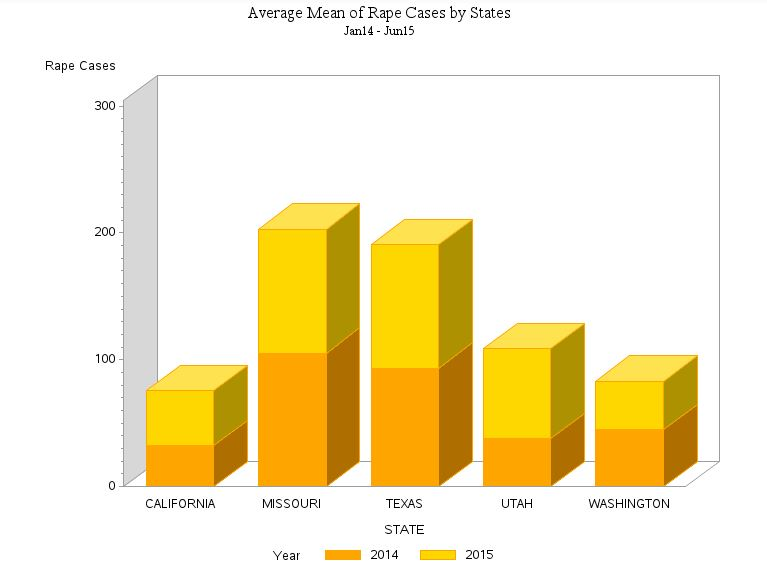 Average Mean of Rape Cases by States
Jan14 - Jun15
Rape Cases
300
200
100
0
CALIFORNIA MISSOURI TEXAS UTAH WASHINGTON
STATE
Year 2014 2015